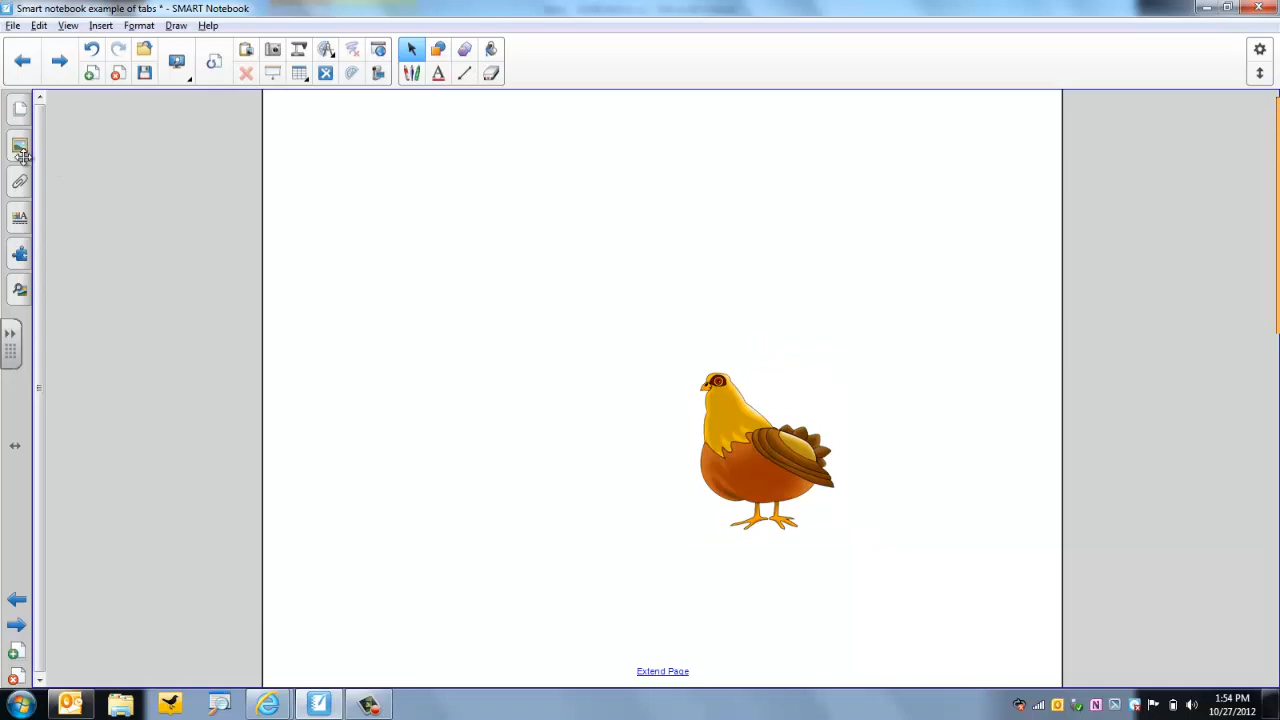 Smart notebook example of tabs * - SMART Notebook
File Edit View Insert Format Draw Help
Extend Page
1:54 PM
10/27/2012